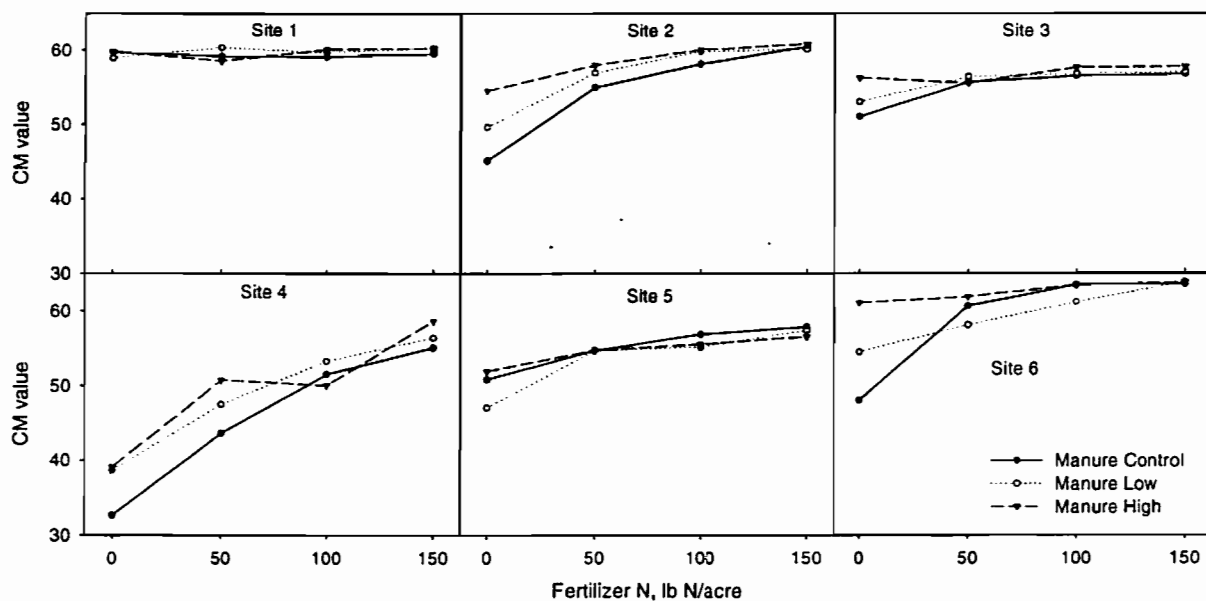 Site 1
Site 2
Site 3
CM value
60
50
40
30
Site 4
Site 5
Site 6
CM value
60
50
40
30
Manure Control
Manure Low
Manure High
0 50 100 150
0 50 100 150
0 50 100 150
Fertilizer N, lb N/acre